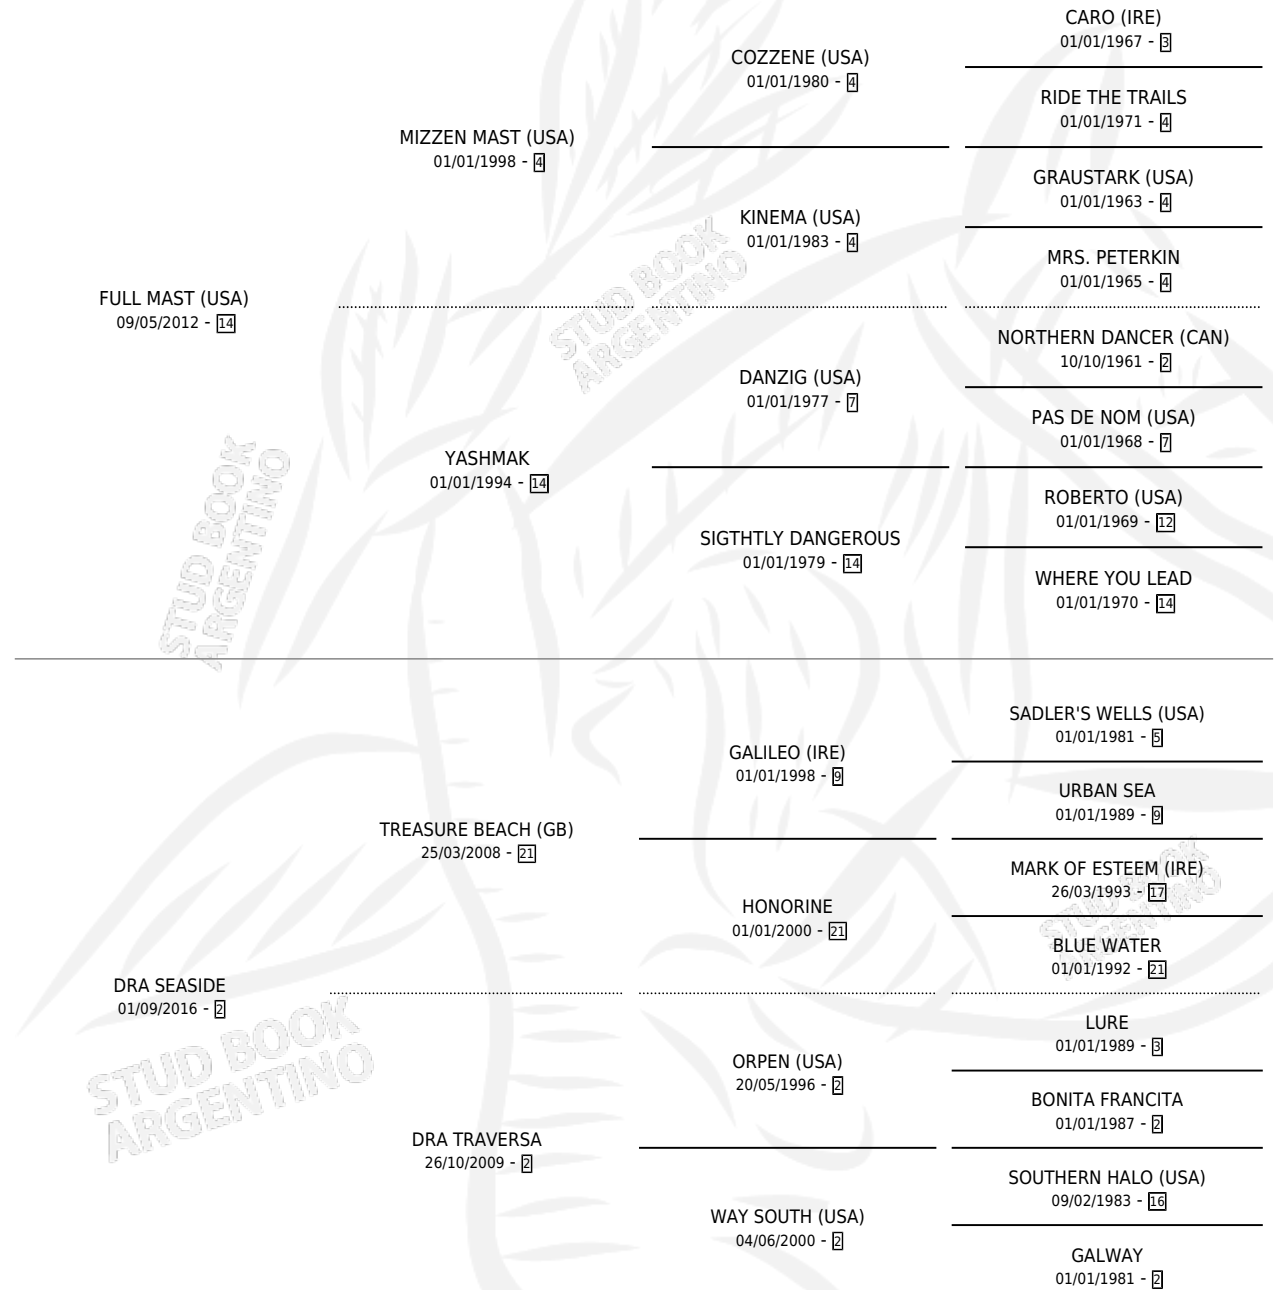 CARO (IRE)
01/01/1967 - 3
COZZENE (USA)
01/01/1980 - 4
RIDE THE TRAILS
01/01/1971 - 4
MIZZEN MAST (USA)
01/01/1998 - 4
GRAUSTARK (USA)
01/01/1963 - 4
KINEMA (USA)
01/01/1983 - 4
MRS. PETERKIN
01/01/1965 - 4
FULL MAST (USA)
09/05/2012 - 14
NORTHERN DANCER (CAN)
10/10/1961 - 2
DANZIG (USA)
01/01/1977 - 7
PAS DE NOM (USA)
01/01/1968 - 7
YASHMAK
01/01/1994 - 14
ROBERTO (USA)
01/01/1969 - 12
SIGTHTLY DANGEROUS
01/01/1979 - 14
WHERE YOU LEAD
01/01/1970 - 14
SADLER'S WELLS (USA)
01/01/1981 - 5
GALILEO (IRE)
01/01/1998 - 9
URBAN SEA
01/01/1989 - 9
TREASURE BEACH (GB)
25/03/2008 - 21
MARK OF ESTEEM (IRE)
26/03/1993 - 17
HONORINE
01/01/2000 - 21
BLUE WATER
01/01/1992 - 21
DRA SEASIDE
01/09/2016 - 2
LURE
01/01/1989 - 3
ORPEN (USA)
20/05/1996 - 2
BONITA FRANCITA
01/01/1987 - 2
DRA TRAVERSA
26/10/2009 - 2
SOUTHERN HALO (USA)
09/02/1983 - 16
WAY SOUTH (USA)
04/06/2000 - 2
GALWAY
01/01/1981 - 2
STUD BOOK
ARGENTINO
STUD BOOK
ARGENTINO
STUD BOOK
ARGENTINO
STUD BOOK
ARGENTINO